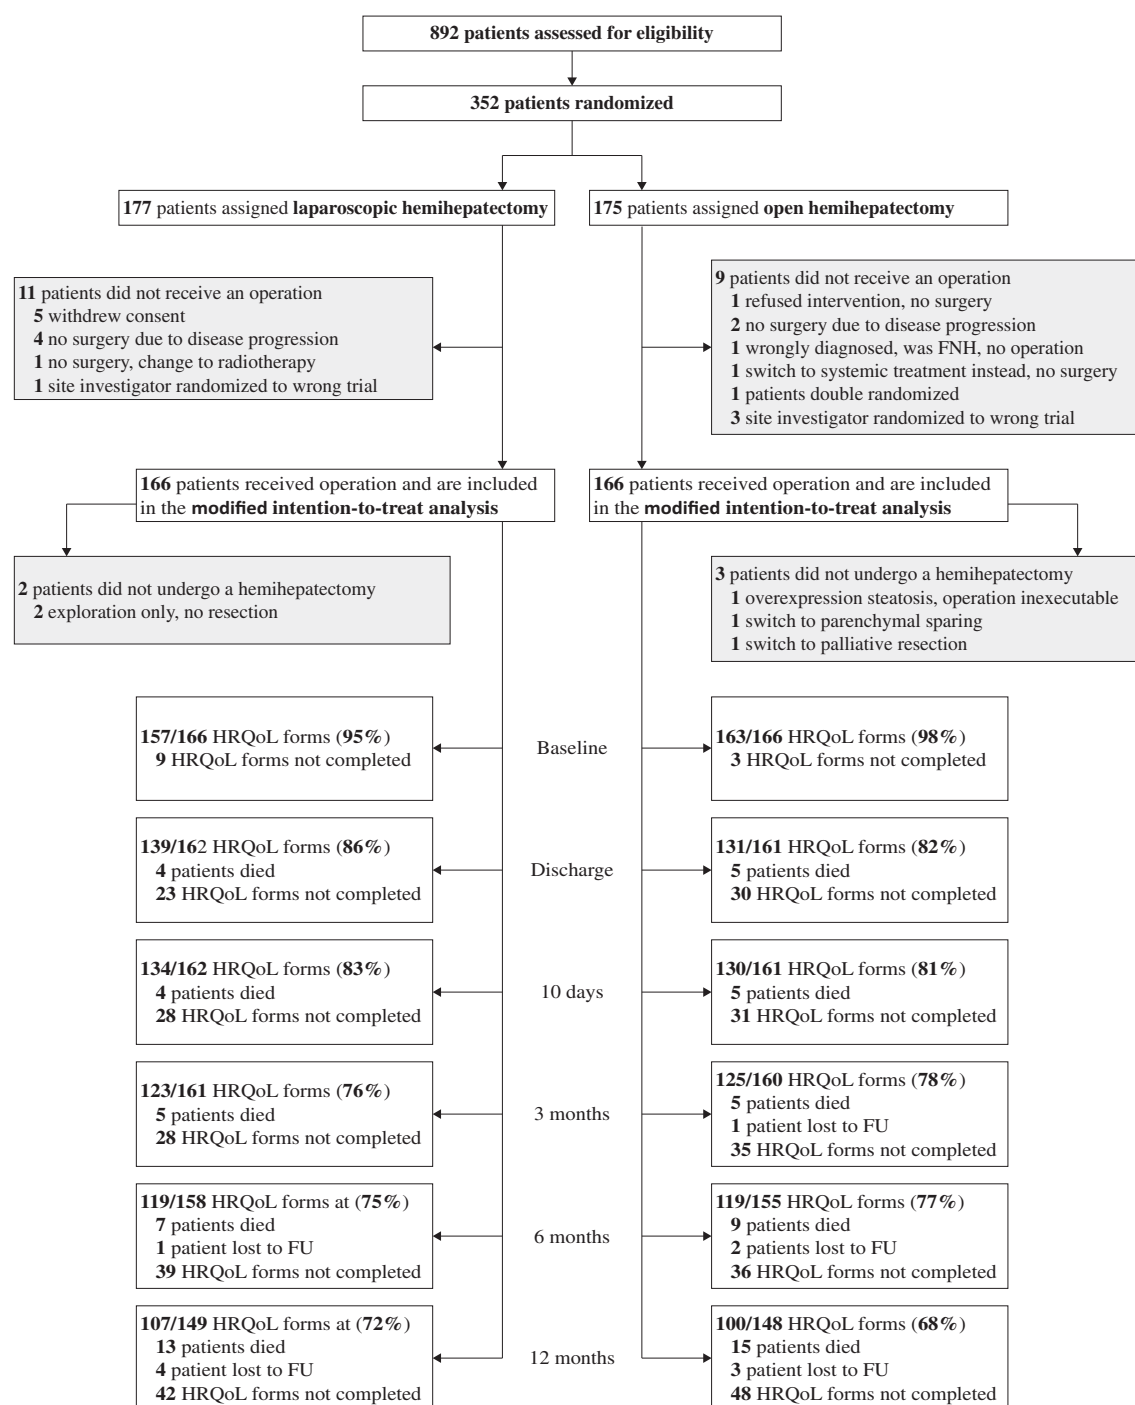 892 patients assessed for eligibility
352 patients randomized
177 patients assigned laparoscopic hemihepatectomy
175 patients assigned open hemihepatectomy
11 patients did not receive an operation
5 withdrew consent
4 no surgery due to disease progression
1 no surgery, change to radiotherapy
1 site investigator randomized to wrong trial
9 patients did not receive an operation
1 refused intervention, no surgery
2 no surgery due to disease progression
1 wrongly diagnosed, was FNH, no operation
1 switch to systemic treatment instead, no surgery
1 patients double randomized
3 site investigator randomized to wrong trial
166 patients received operation and are included
in the modified intention-to-treat analysis
166 patients received operation and are included
in the modified intention-to-treat analysis
2 patients did not undergo a hemihepatectomy
2 exploration only, no resection
3 patients did not undergo a hemihepatectomy
1 overexpression steatosis, operation inexecutable
1 switch to parenchymal sparing
1 switch to palliative resection
157/166 HRQoL forms (95%)
9 HRQoL forms not completed
Baseline
163/166 HRQoL forms (98%)
3 HRQoL forms not completed
139/162 HRQoL forms (86%)
4 patients died
23 HRQoL forms not completed
Discharge
131/161 HRQoL forms (82%)
5 patients died
30 HRQoL forms not completed
134/162 HRQoL forms (83%)
4 patients died
28 HRQoL forms not completed
10 days
130/161 HRQoL forms (81%)
5 patients died
31 HRQoL forms not completed
123/161 HRQoL forms (76%)
5 patients died
28 HRQoL forms not completed
3 months
125/160 HRQoL forms (78%)
5 patients died
1 patient lost to FU
35 HRQoL forms not completed
119/158 HRQoL forms at (75%)
7 patients died
1 patient lost to FU
39 HRQoL forms not completed
6 months
119/155 HRQoL forms (77%)
9 patients died
2 patients lost to FU
36 HRQoL forms not completed
107/149 HRQoL forms at (72%)
13 patients died
4 patient lost to FU
42 HRQoL forms not completed
12 months
100/148 HRQoL forms (68%)
15 patients died
3 patient lost to FU
48 HRQoL forms not completed